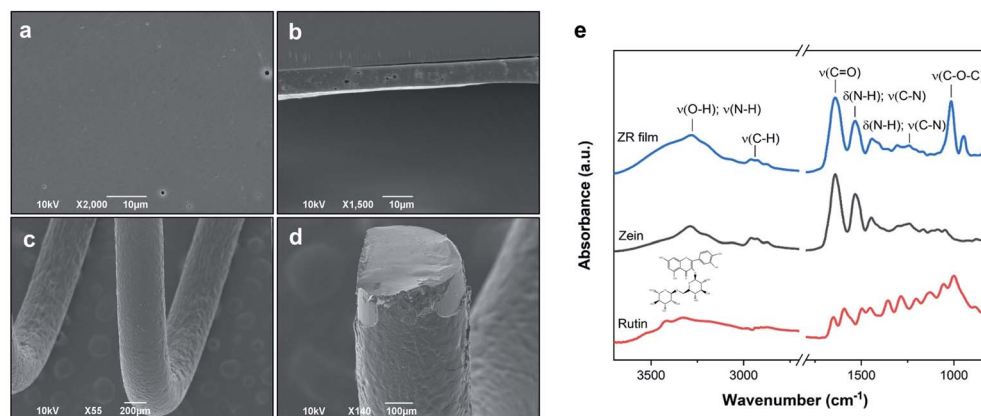 a
10kV X2,000 10µm
b
10kV X1,500 10µm
c
10kV X55 200µm
d
10kV X140 100µm
e
Absorbance (a.u.)
ν(C=O)
ν(C-O-C)
δ(N-H); ν(C-N)
ν(O-H); ν(N-H)
δ(N-H); ν(C-N)
ν(C-H)
ZR film
Zein
Rutin
3500 3000 1500 1000
Wavenumber (cm⁻¹)